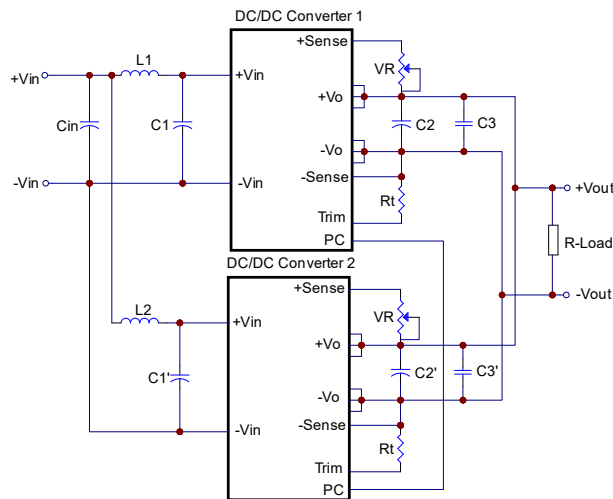 DC/DC Converter 1
+Sense
L1
VR
+Vin
+Vin
+Vo
Cin
C1
C2
C3
-Vo
-Vin
-Vin
-Sense
+Vout
Rt
Trim
R-Load
PC
DC/DC Converter 2
+Sense
-Vout
L2
VR
+Vin
+Vo
C1'
C2'
C3'
-Vo
-Vin
-Sense
Rt
Trim
PC